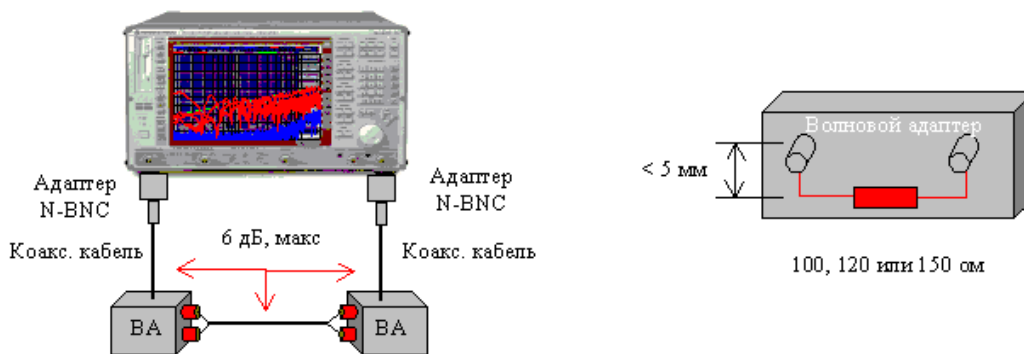 Адаптер
N-BNC
Адаптер
N-BNC
Коакс. кабель
6 дБ, макс
Коакс. кабель
ВА
ВА
Волновой адаптер
< 5 мм
100, 120 или 150 ом